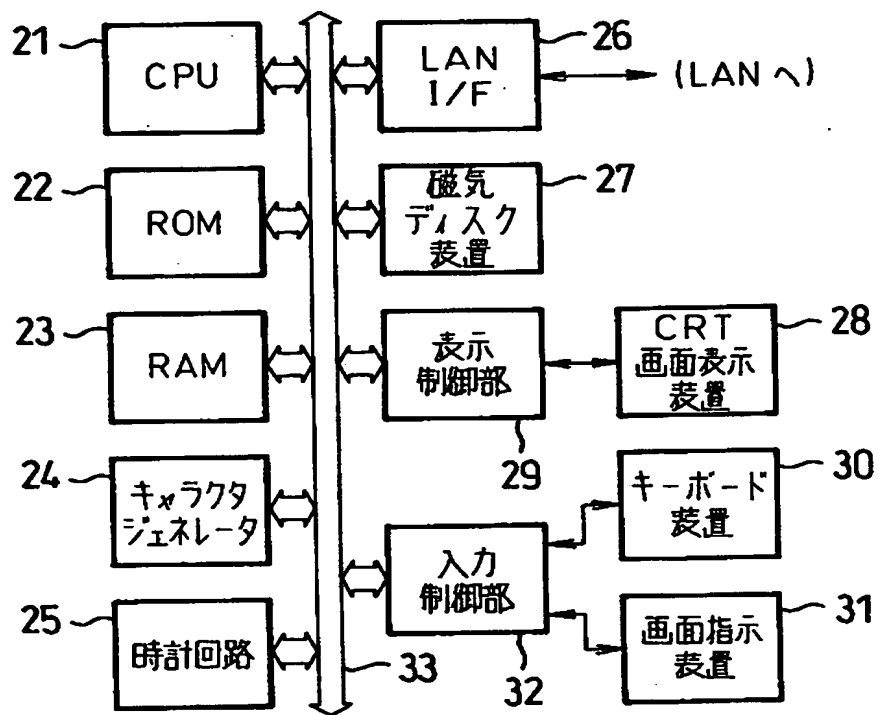 21
CPU
22
ROM
23
RAM
24
キャラクタ
ジェネレータ
25
時計回路
26
LAN
I/F
(LANへ)
27
磁気
ディスク
装置
表示
制御部
29
28
CRT
画面表示
装置
入力
制御部
32
33
30
キーボード
装置
31
画面指示
装置